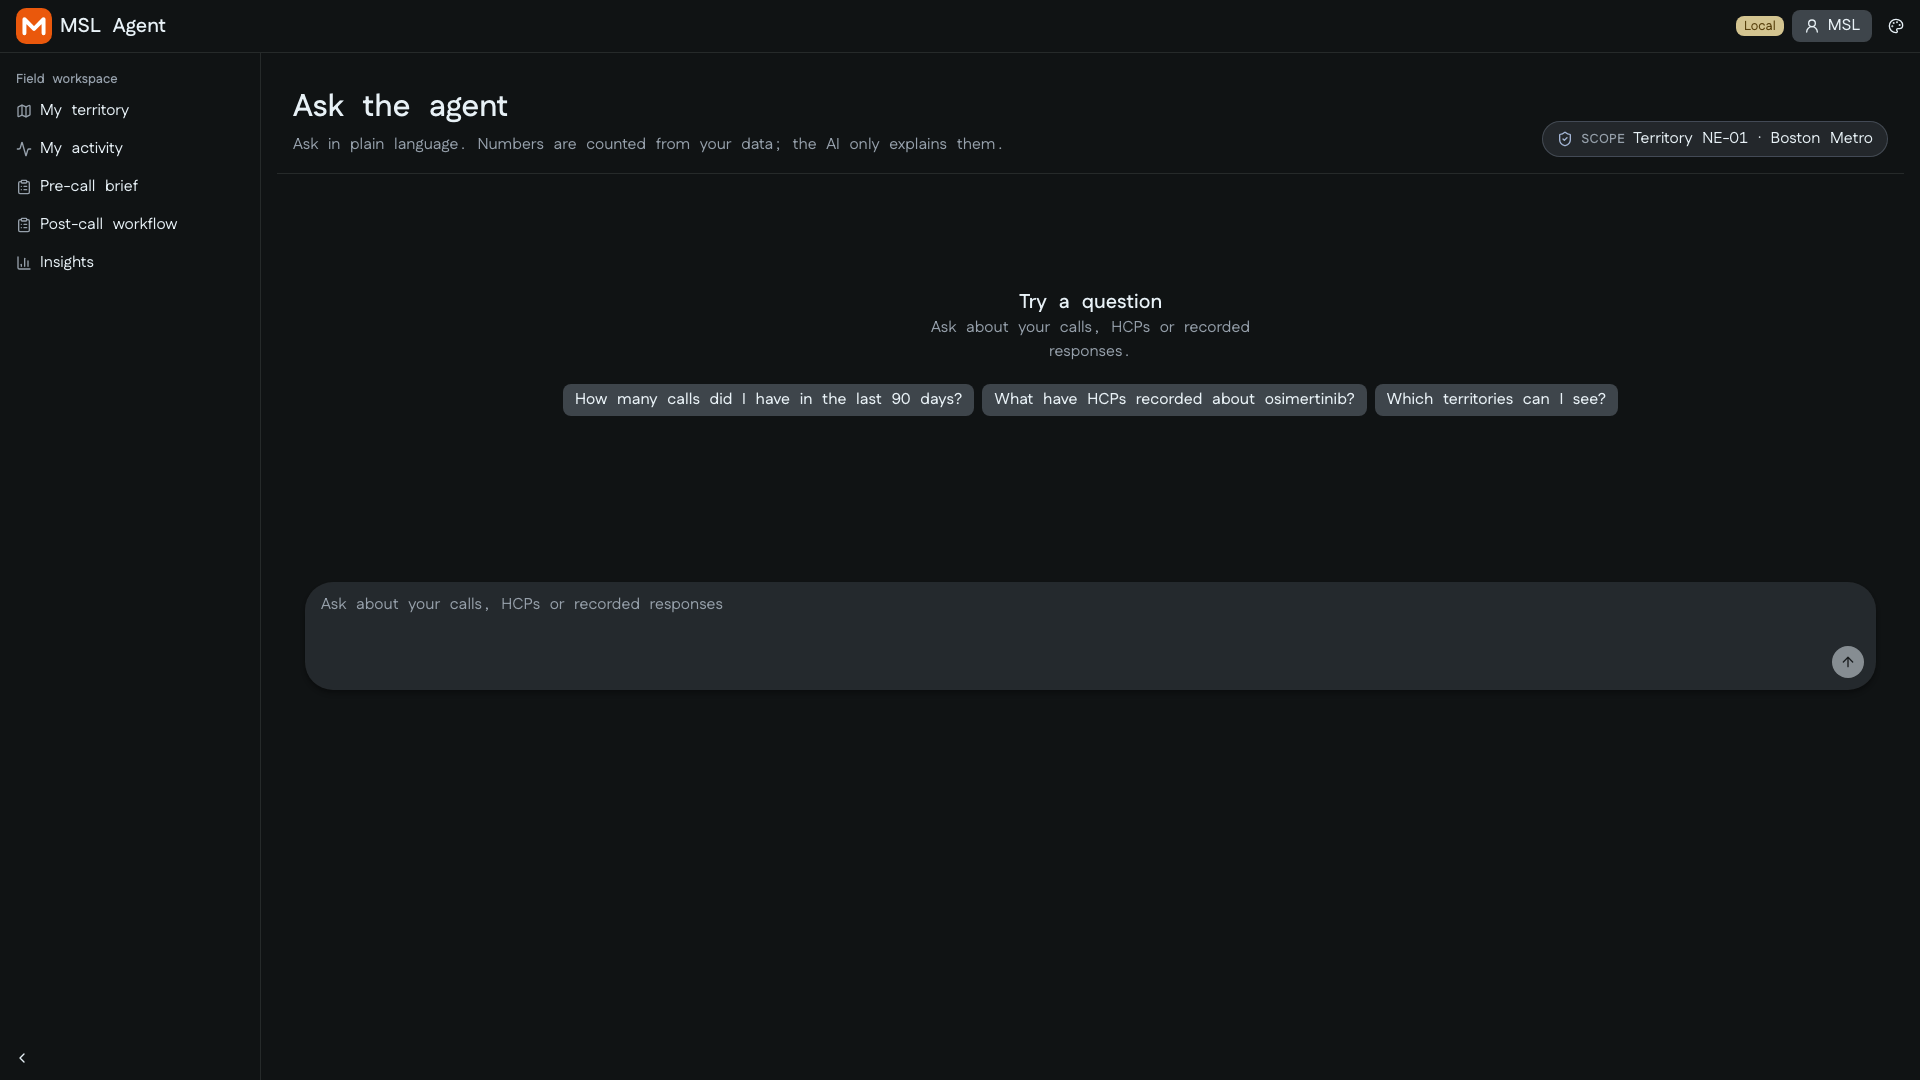 MSL Agent
Local
MSL
Field workspace
My territory
My activity
Pre-call brief
Post-call workflow
Insights
Ask the agent
Ask in plain language. Numbers are counted from your data; the AI only explains them.
SCOPE Territory NE-01 · Boston Metro
Try a question
Ask about your calls, HCPs or recorded
responses.
How many calls did I have in the last 90 days?
What have HCPs recorded about osimertinib?
Which territories can I see?
Ask about your calls, HCPs or recorded responses